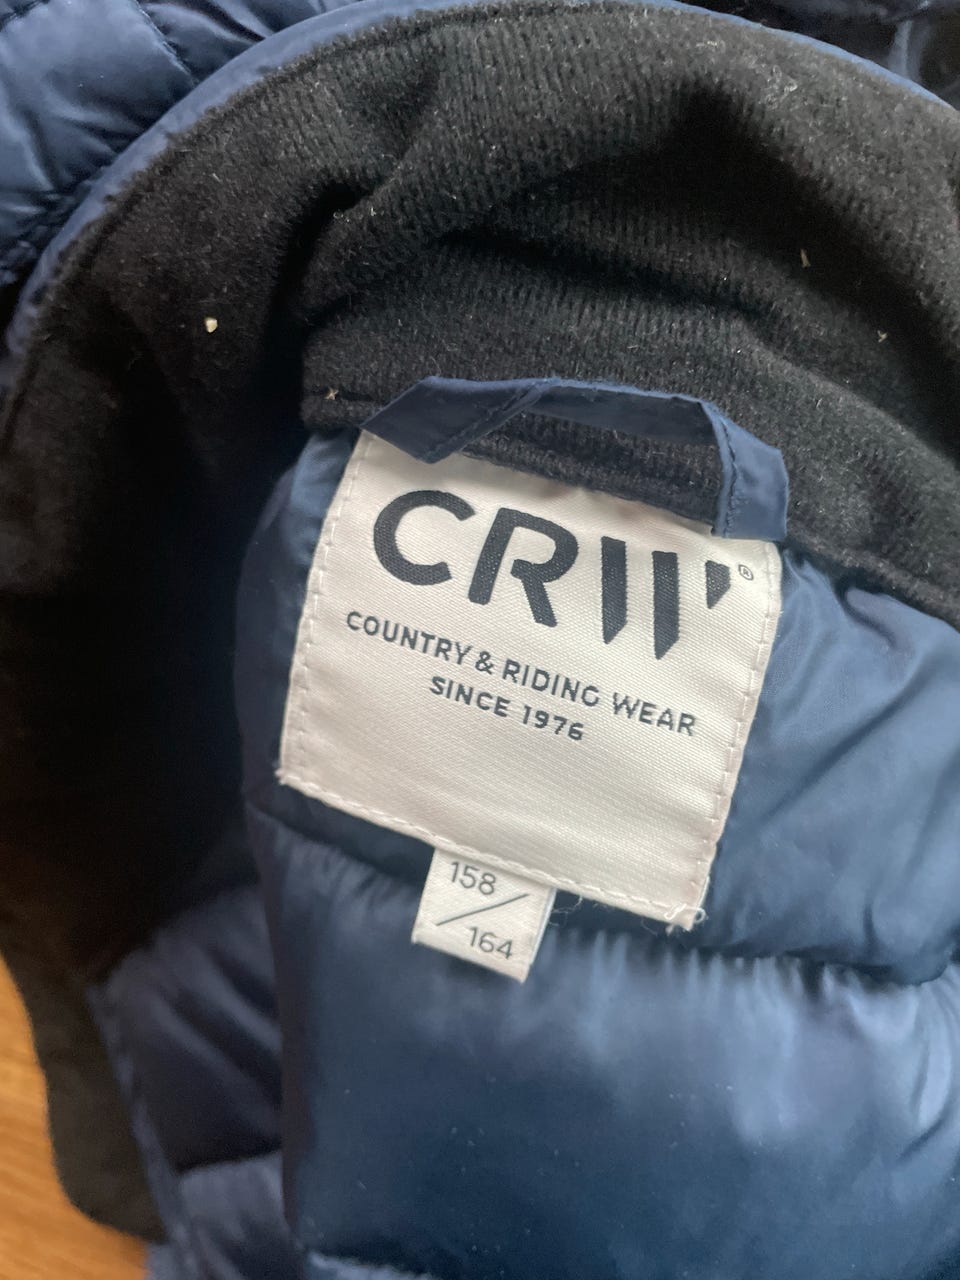 CRW®
COUNTRY & RIDING WEAR
SINCE 1976
158/
164